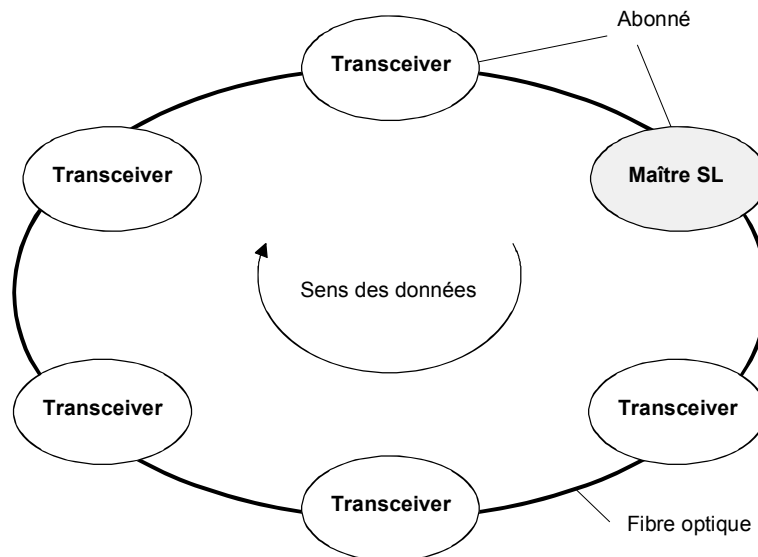 Abonné
Transceiver
Transceiver
Maître SL
Sens des données
Transceiver
Transceiver
Transceiver
Fibre optique